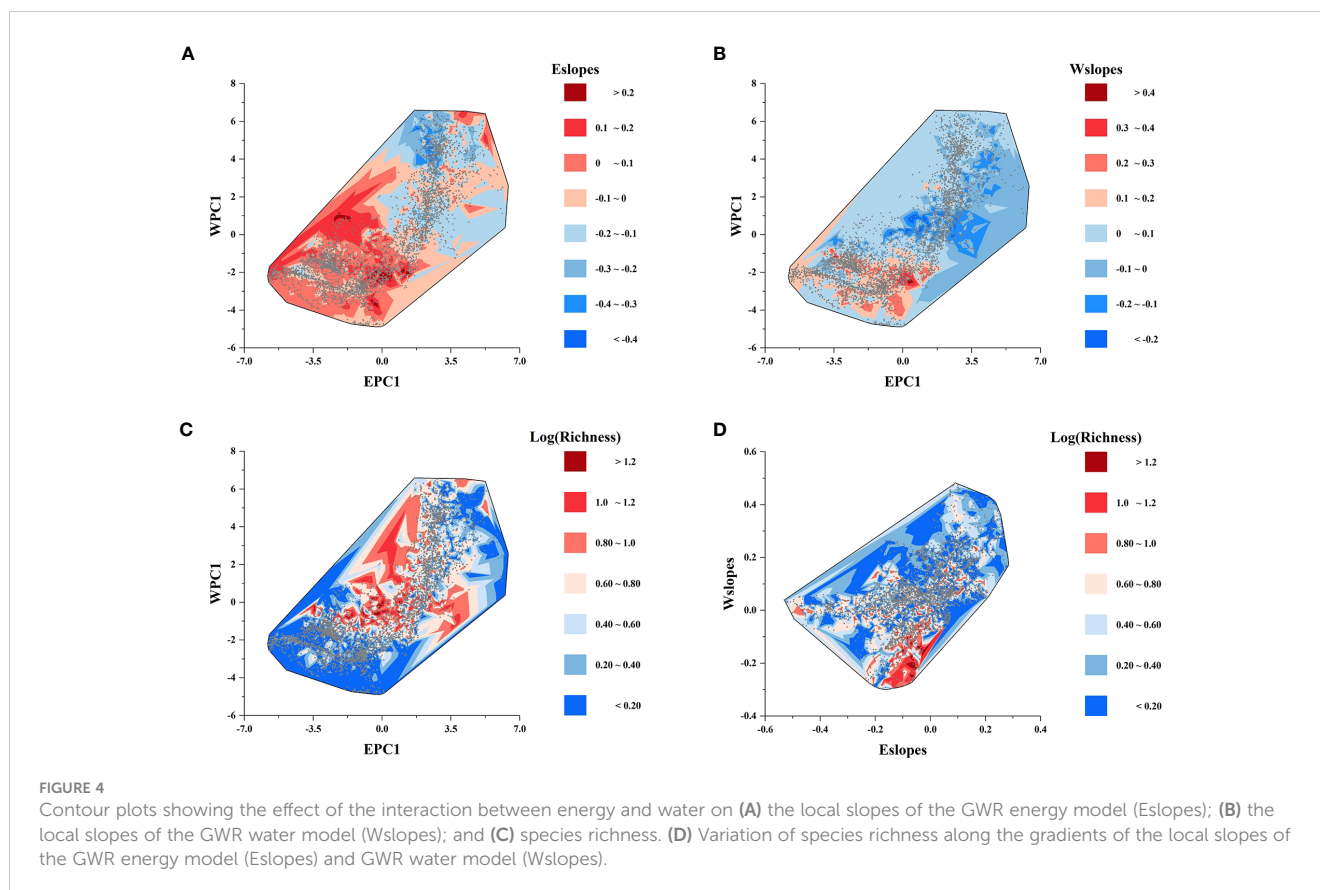 A
Eslopes
8
6
4
2
0
-2
-4
-6
WPC1
-7.0 -3.5 0.0 3.5 7.0
EPC1
> 0.2
0.1 ~ 0.2
0 ~ 0.1
-0.1 ~ 0
-0.2 ~ -0.1
-0.3 ~ -0.2
-0.4 ~ -0.3
< -0.4
B
Wslopes
8
6
4
2
0
-2
-4
-6
WPC1
-7.0 -3.5 0.0 3.5 7.0
EPC1
> 0.4
0.3 ~ 0.4
0.2 ~ 0.3
0.1 ~ 0.2
0 ~ 0.1
-0.1 ~ 0
-0.2 ~ -0.1
< -0.2
C
Log(Richness)
8
6
4
2
0
-2
-4
-6
WPC1
-7.0 -3.5 0.0 3.5 7.0
EPC1
> 1.2
1.0 ~ 1.2
0.80 ~ 1.0
0.60 ~ 0.80
0.40 ~ 0.60
0.20 ~ 0.40
< 0.20
D
Log(Richness)
0.6
0.4
0.2
0.0
-0.2
-0.4
Wslopes
-0.6 -0.4 -0.2 0.0 0.2 0.4
Eslopes
> 1.2
1.0 ~ 1.2
0.80 ~ 1.0
0.60 ~ 0.80
0.40 ~ 0.60
0.20 ~ 0.40
< 0.20
FIGURE 4
Contour plots showing the effect of the interaction between energy and water on (A) the local slopes of the GWR energy model (Eslopes); (B) the
local slopes of the GWR water model (Wslopes); and (C) species richness. (D) Variation of species richness along the gradients of the local slopes of
the GWR energy model (Eslopes) and GWR water model (Wslopes).